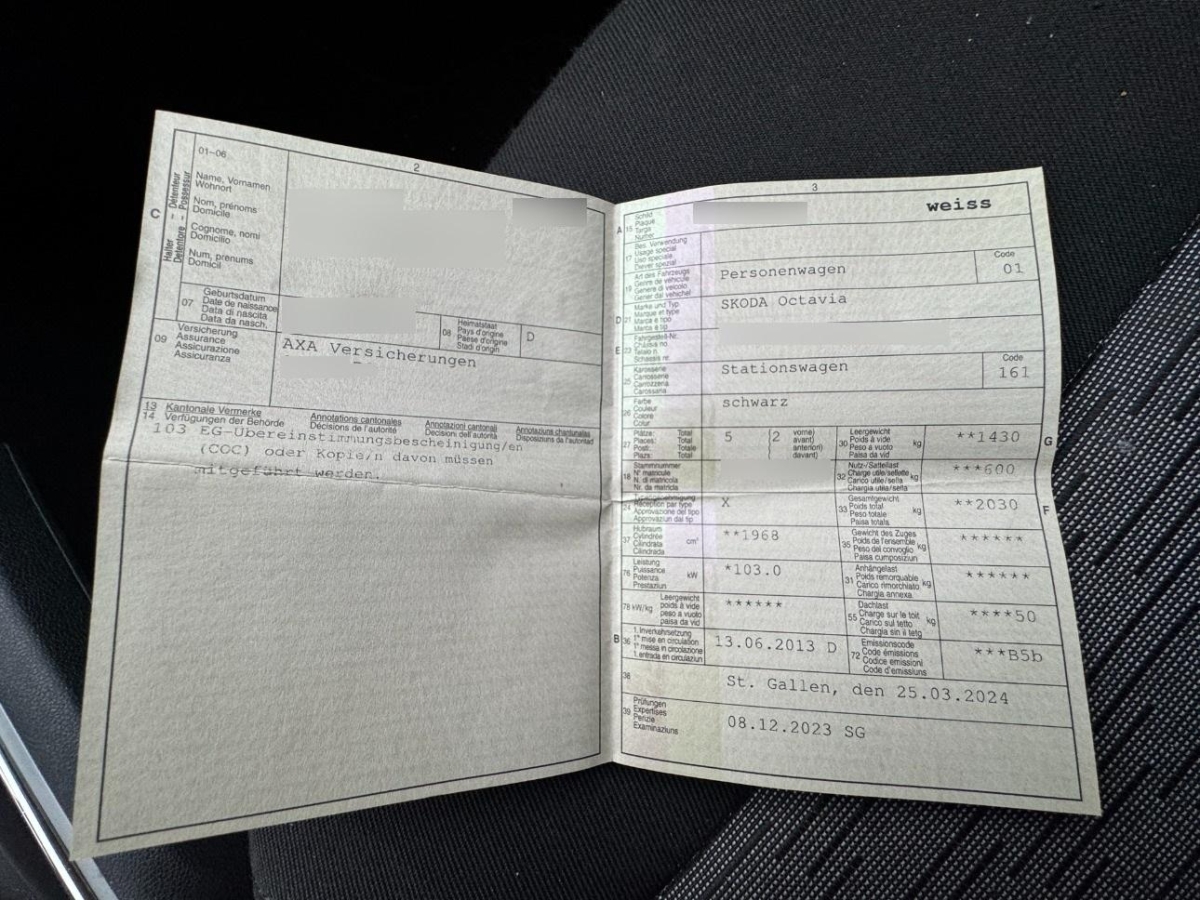 2
C
Halter Détenteur
Detentore Possessur
01-06
Name, Vornamen
Wohnort
Nom, prénoms
Domicile
Cognome, nomi
Domicilio
Num, prenums
Domicil
07
Geburtsdatum
Date de naissance
Data di nascita
Data da nasch.
08
Heimatstaat
Pays d'origine
Paese d'origine
Stadi d'origin
D
09
Versicherung
Assurance
Assicurazione
Assicuranza
AXA Versicherungen
13 Kantonale Vermerke Annotations cantonales Annotazioni cantonali Annotaziuns chantunalas
14 Verfügungen der Behörde Décisions de l'autorité Decisioni dell'autorità Disposiziuns da l'autoritad
103 EG-Übereinstimmungsbescheinigung/en
(COC) oder Kopie/n davon müssen
mitgeführt werden.
3
A
15
Schild
Plaque
Targa
Numer
weiss
17
Bes. Verwendung
Usage spécial
Uso speciale
Diever spezial
19
Art des Fahrzeugs
Genre de véhicule
Genere di veicolo
Gener dal vehichel
Personenwagen
Code
01
D
21
Marke und Typ
Marque et type
Marca e tipo
Marca e tip
SKODA Octavia
E
23
Fahrgestell-Nr.
Châssis no.
Telaio n.
Schassis nr.
25
Karosserie
Carrosserie
Carrozzeria
Carossaria
Stationswagen
Code
161
26
Farbe
Couleur
Colore
Colur
schwarz
27
Plätze: Total
Places: Total
Posti: Totale
Plazs: Total
5
(2 vorne)
avant)
anteriori)
davant)
30
Leergewicht
Poids à vide
Peso a vuoto
Paisa da vid
kg
**1430
G
18
Stammnummer
N° matricule
N. di matricola
Nr. da matricla
32
Nutz-/Sattellast
Charge utile/sellette
Carico utile/sella
Chargia utila/sella
kg
***600
24
Typengenehmigung
Réception par type
Approvazione del tipo
Approvaziun dal tip
X
33
Gesamtgewicht
Poids total
Peso totale
Paisa totala
kg
**2030
F
37
Hubraum
Cylindrée
Cilindrata
Cilindrada
cm³
**1968
35
Gewicht des Zuges
Poids de l'ensemble
Peso del convoglio
Paisa cumposiziun
kg
******
76
Leistung
Puissance
Potenza
Prestaziun
kW
*103.0
31
Anhängelast
Poids remorquable
Carico rimorchiato
Chargia annexa
kg
******
78 kW/kg
Leergewicht
poids à vide
peso a vuoto
paisa da vid
******
55
Dachlast
Charge sur le toit
Carico sul tetto
Chargia sin il tetg
kg
****50
B
36
1. Inverkehrsetzung
1re mise en circulation
1a messa in circolazione
1. entrada en circulaziun
13.06.2013 D
72
Emissionscode
Code émissions
Codice emissioni
Code d'emissiuns
***B5b
38
St. Gallen, den 25.03.2024
39
Prüfungen
Expertises
Perizie
Examinaziuns
08.12.2023 SG